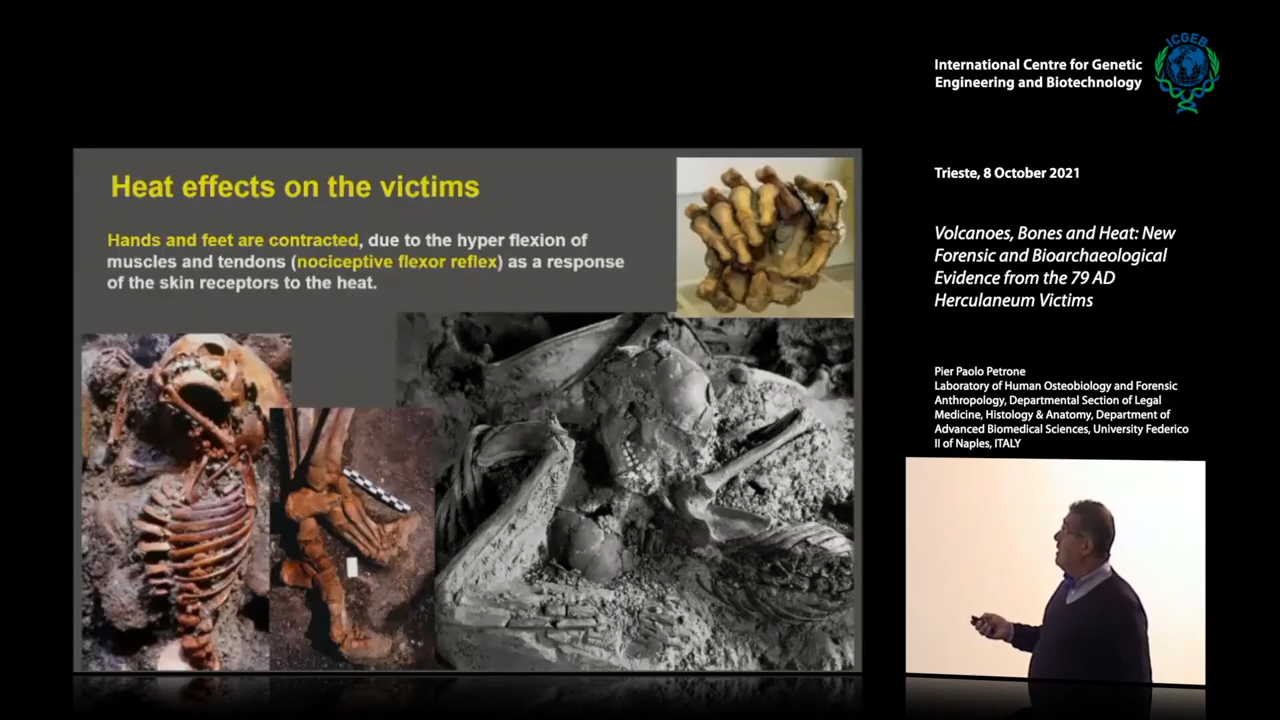 ICGEB
International Centre for Genetic
Engineering and Biotechnology
Heat effects on the victims
Hands and feet are contracted, due to the hyper flexion of
muscles and tendons (nociceptive flexor reflex) as a response
of the skin receptors to the heat.
Trieste, 8 October 2021
Volcanoes, Bones and Heat: New
Forensic and Bioarchaeological
Evidence from the 79 AD
Herculaneum Victims
Pier Paolo Petrone
Laboratory of Human Osteobiology and Forensic
Anthropology, Departmental Section of Legal
Medicine, Histology & Anatomy, Department of
Advanced Biomedical Sciences, University Federico
II of Naples, ITALY